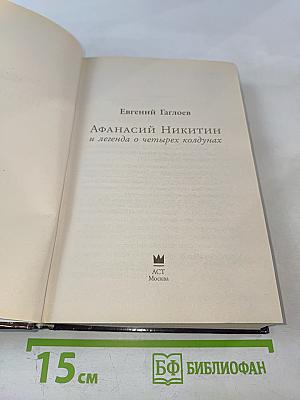 Евгений Гаглоев
Афанасий Никитин
и легенда о четырех колдунах
АСТ
Москва
15 см
БФ БИБЛИОФАН